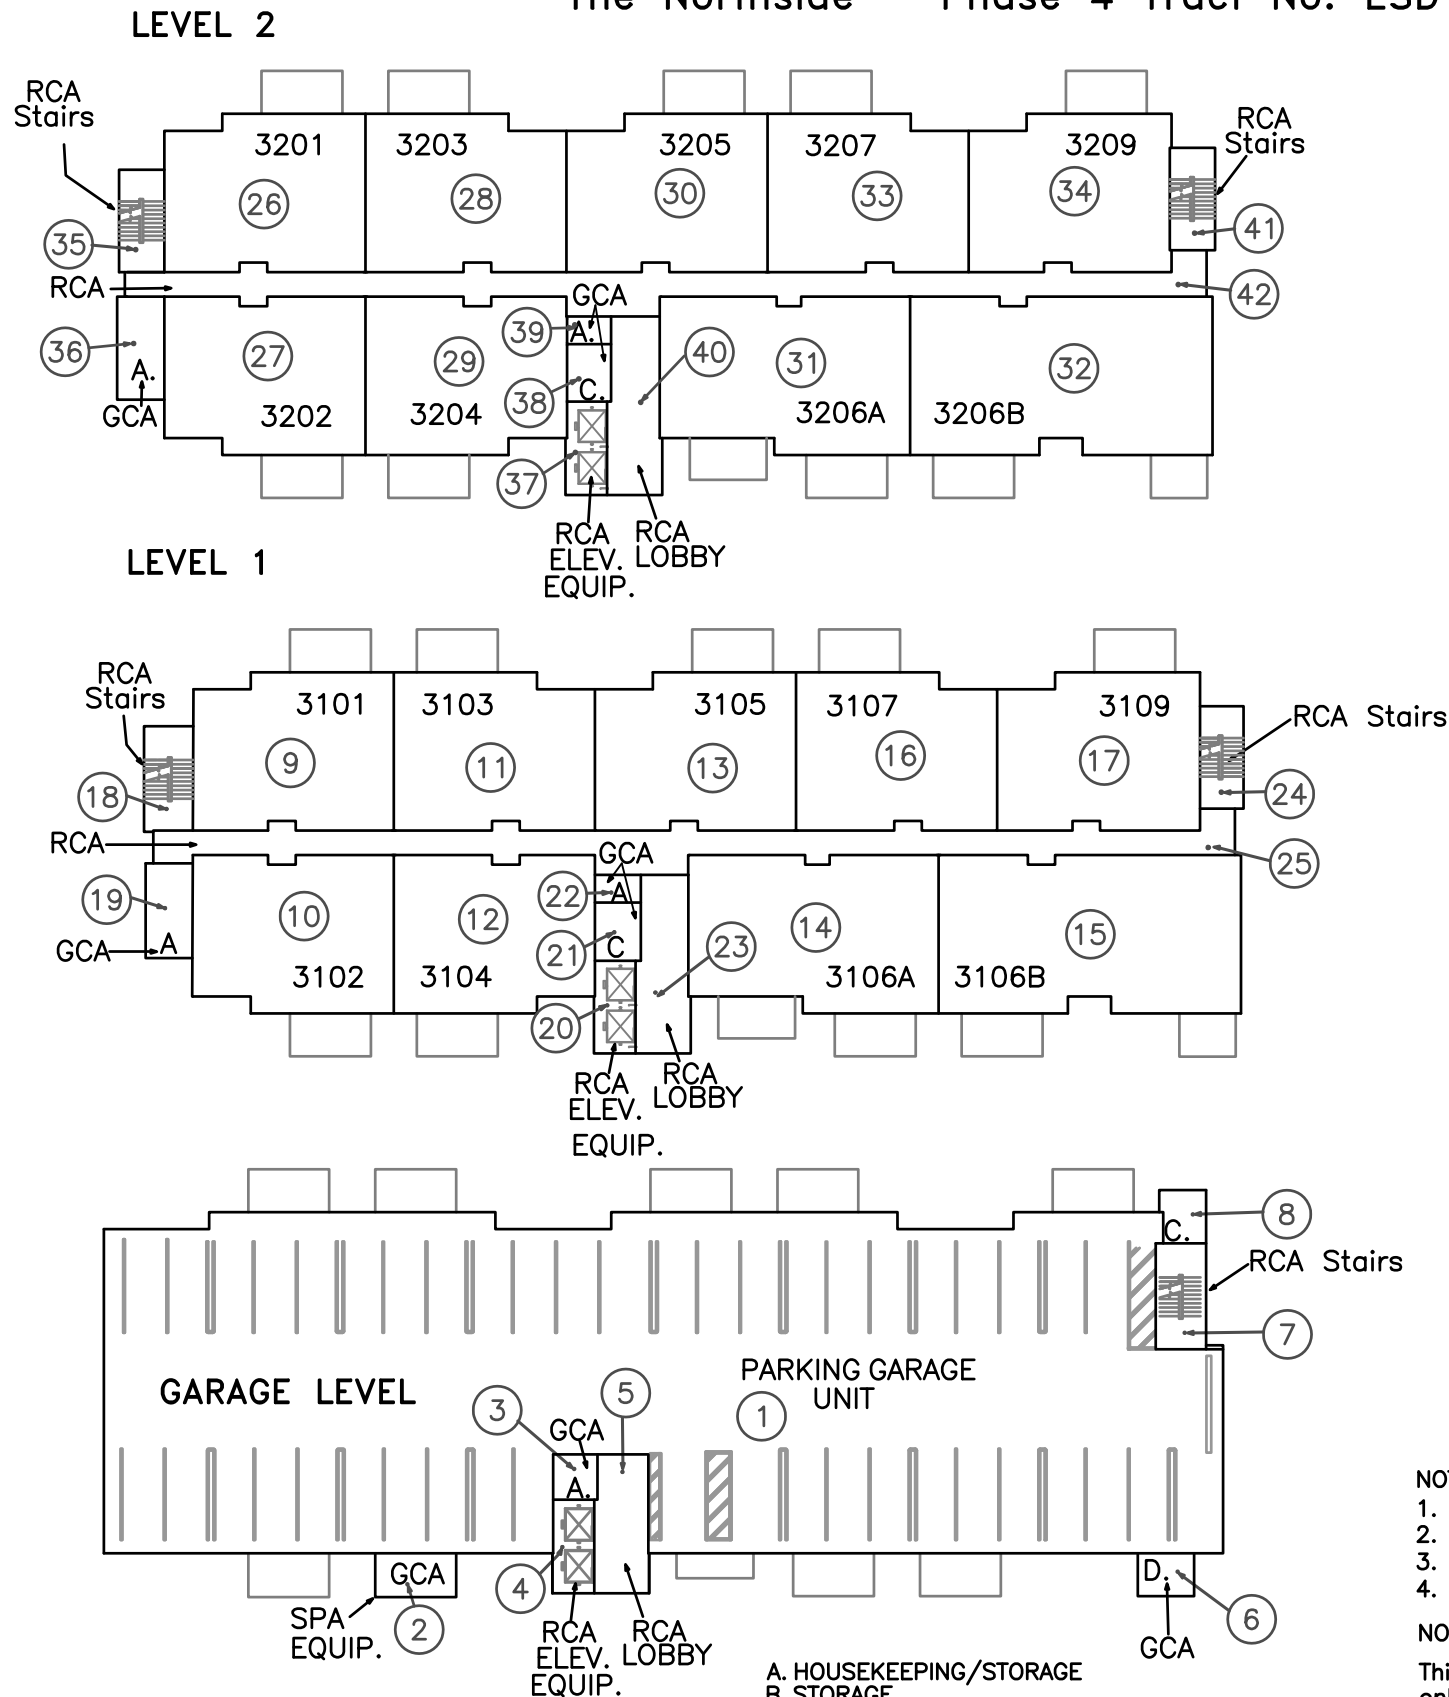 The Northside Phase 4 Tract No. ESD
LEVEL 2
RCA
Stairs
3201
3203
3205
3207
3209
RCA
Stairs
26
28
30
33
34
35
41
RCA
42
GCA
39
A.
36
27
29
40
31
32
A.
38
C.
GCA
3202
3204
3206A
3206B
37
RCA
ELEV.
EQUIP.
RCA
LOBBY
LEVEL 1
RCA
Stairs
3101
3103
3105
3107
3109
RCA Stairs
9
11
13
16
17
18
24
RCA
25
GCA
22
A
19
10
12
23
14
15
GCA
A
21
C
3102
3104
3106A
3106B
20
RCA
ELEV.
EQUIP.
RCA
LOBBY
8
C.
RCA Stairs
7
GARAGE LEVEL
PARKING GARAGE
UNIT
1
3
5
GCA
A.
4
GCA
2
SPA
EQUIP.
RCA
ELEV.
EQUIP.
RCA
LOBBY
D.
6
GCA
A. HOUSEKEEPING/STORAGE
B. STORAGE
1.
2.
3.
4.